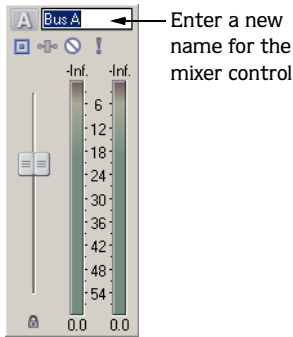 A Bus A
Enter a new
name for the
mixer control
-Inf. -Inf.
6
12
18
24
30
36
42
48
54
0.0 0.0